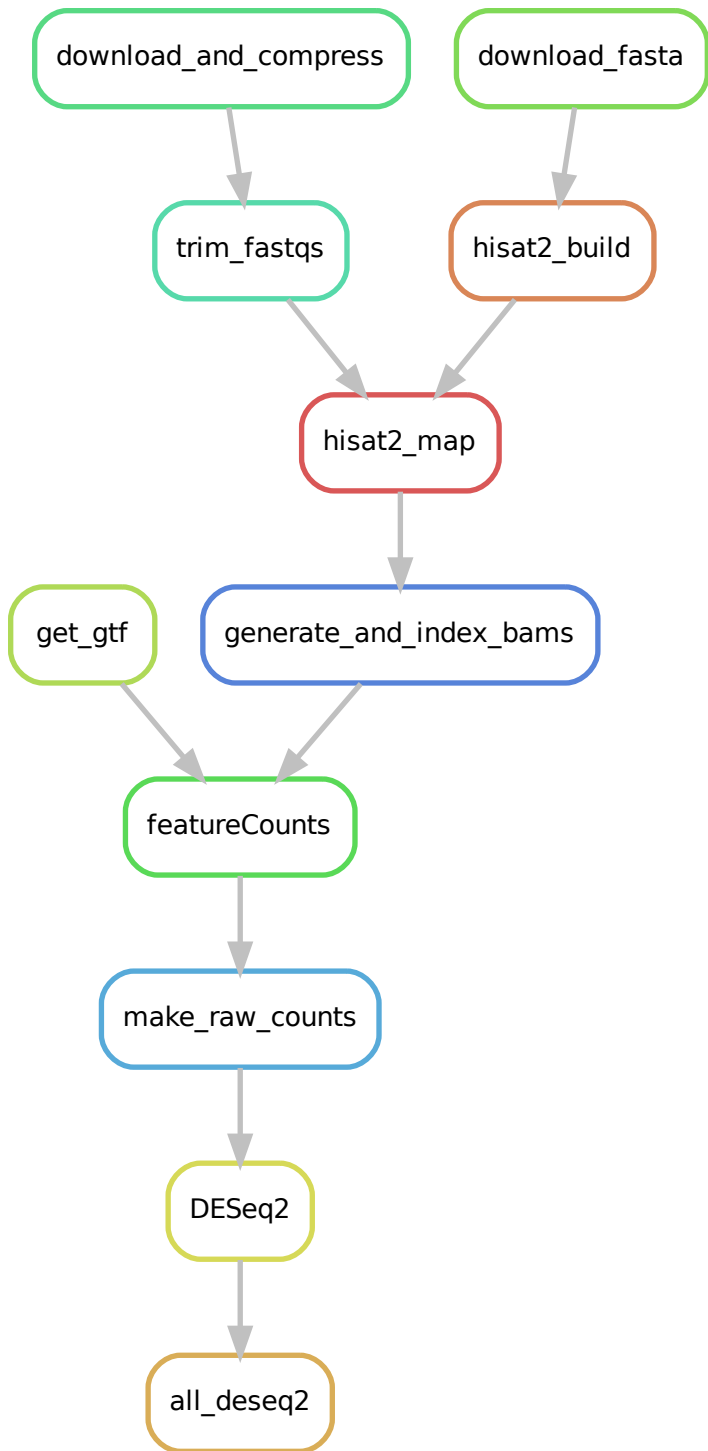 download_and_compress
download_fasta
trim_fastqs
hisat2_build
hisat2_map
get_gtf
generate_and_index_bams
featureCounts
make_raw_counts
DESeq2
all_deseq2